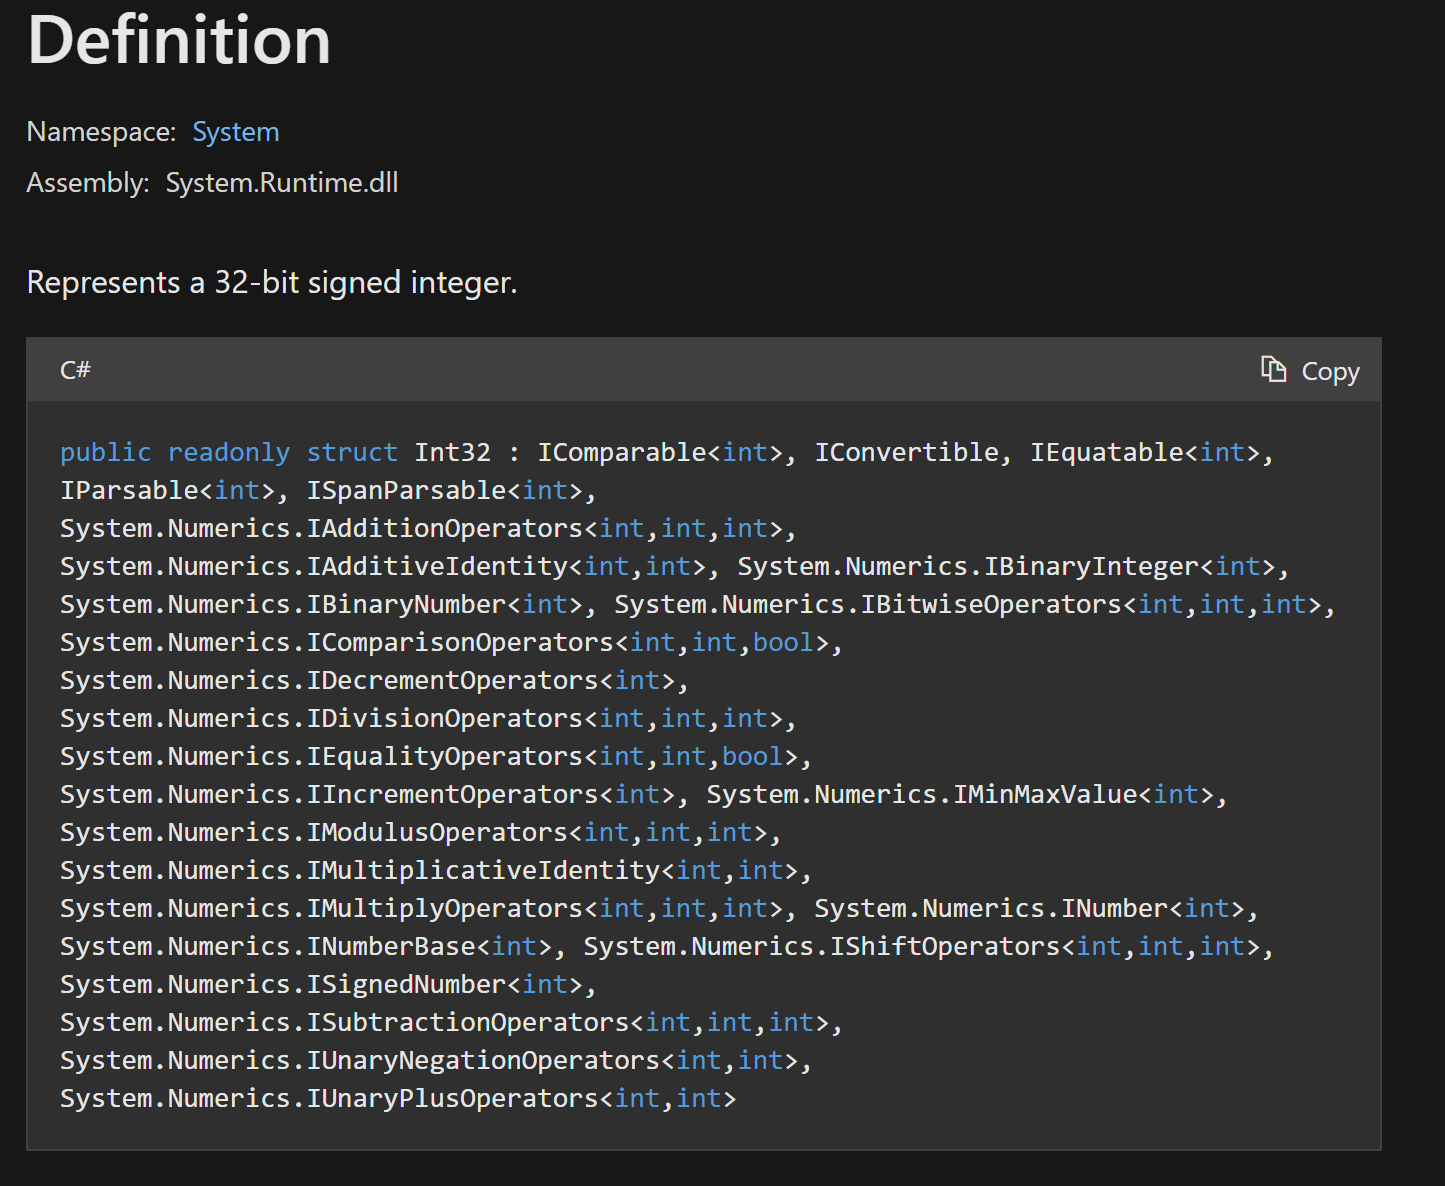 Definition
Namespace: System
Assembly: System.Runtime.dll
Represents a 32-bit signed integer.
C#
Copy
public readonly struct Int32 : IComparable<int>, IConvertible, IEquatable<int>,
IParsable<int>, ISpanParsable<int>,
System.Numerics.IAdditionOperators<int,int,int>,
System.Numerics.IAdditiveIdentity<int,int>, System.Numerics.IBinaryInteger<int>,
System.Numerics.IBinaryNumber<int>, System.Numerics.IBitwiseOperators<int,int,int>,
System.Numerics.IComparisonOperators<int,int,bool>,
System.Numerics.IDecrementOperators<int>,
System.Numerics.IDivisionOperators<int,int,int>,
System.Numerics.IEqualityOperators<int,int,bool>,
System.Numerics.IIncrementOperators<int>, System.Numerics.IMinMaxValue<int>,
System.Numerics.IModulusOperators<int,int,int>,
System.Numerics.IMultiplicativeIdentity<int,int>,
System.Numerics.IMultiplyOperators<int,int,int>, System.Numerics.INumber<int>,
System.Numerics.INumberBase<int>, System.Numerics.IShiftOperators<int,int,int>,
System.Numerics.ISignedNumber<int>,
System.Numerics.ISubtractionOperators<int,int,int>,
System.Numerics.IUnaryNegationOperators<int,int>,
System.Numerics.IUnaryPlusOperators<int,int>